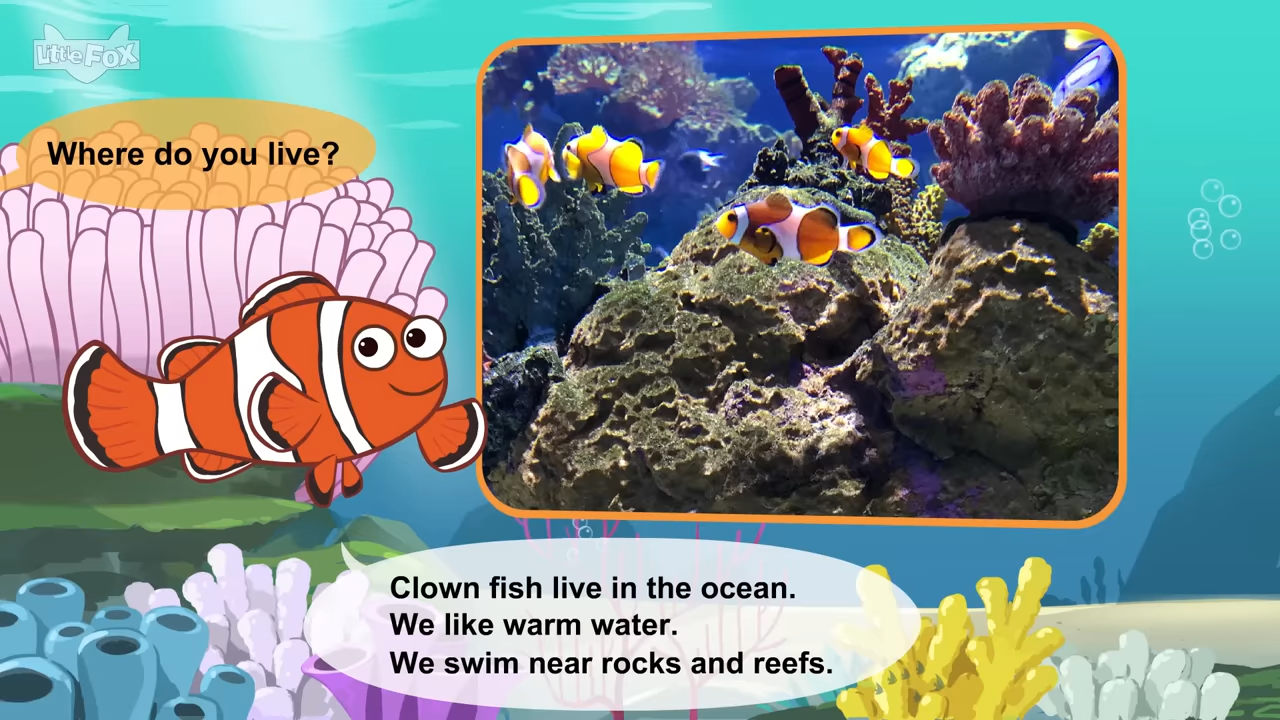 Little Fox
Where do you live?
Clown fish live in the ocean.
We like warm water.
We swim near rocks and reefs.